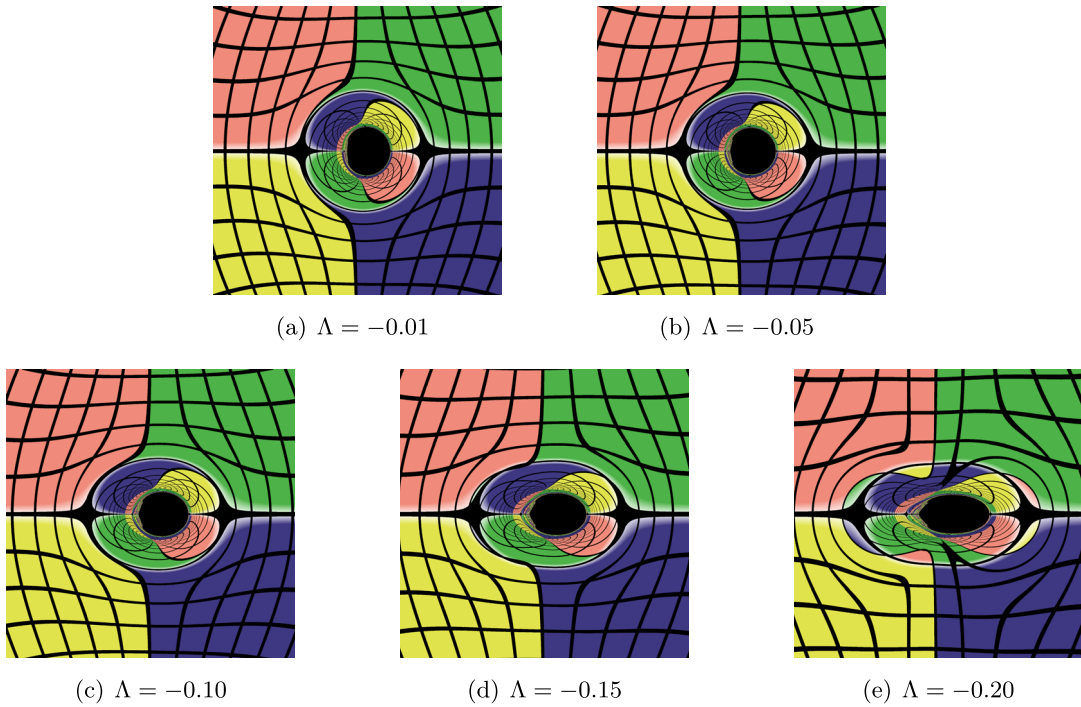 (a) Λ = −0.01
(b) Λ = −0.05
(c) Λ = −0.10
(d) Λ = −0.15
(e) Λ = −0.20